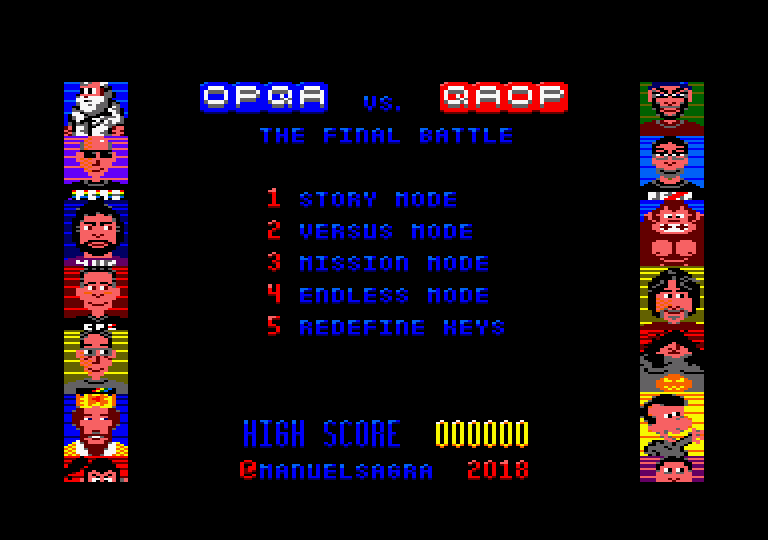 OPQA VS. QAOP
THE FINAL BATTLE
1 STORY MODE
2 VERSUS MODE
3 MISSION MODE
4 ENDLESS MODE
5 REDEFINE KEYS
HIGH SCORE 000000
@MANUELSAGRA 2018